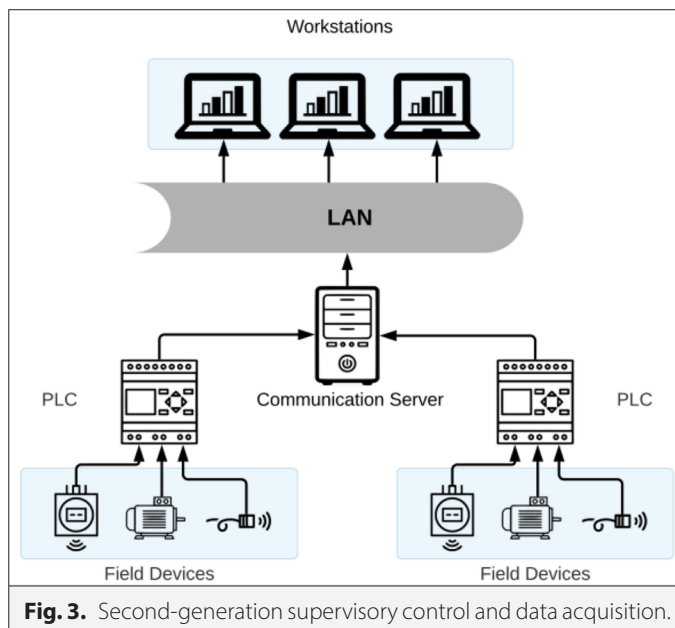 Workstations
LAN
PLC
Communication Server
PLC
Field Devices
Field Devices
Fig. 3. Second-generation supervisory control and data acquisition.